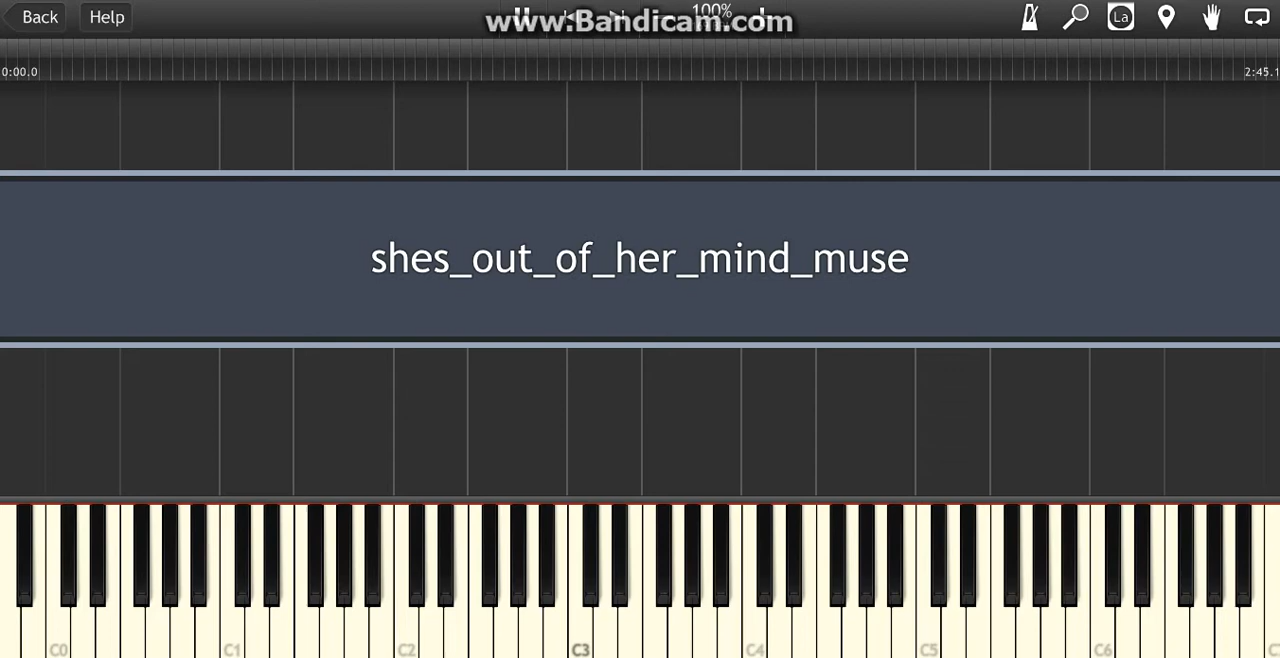 Back Help 100% www.Bandicam.com La
0:00.0 2:45.1
shes_out_of_her_mind_muse
C0 C1 C2 C3 C4 C5 C6